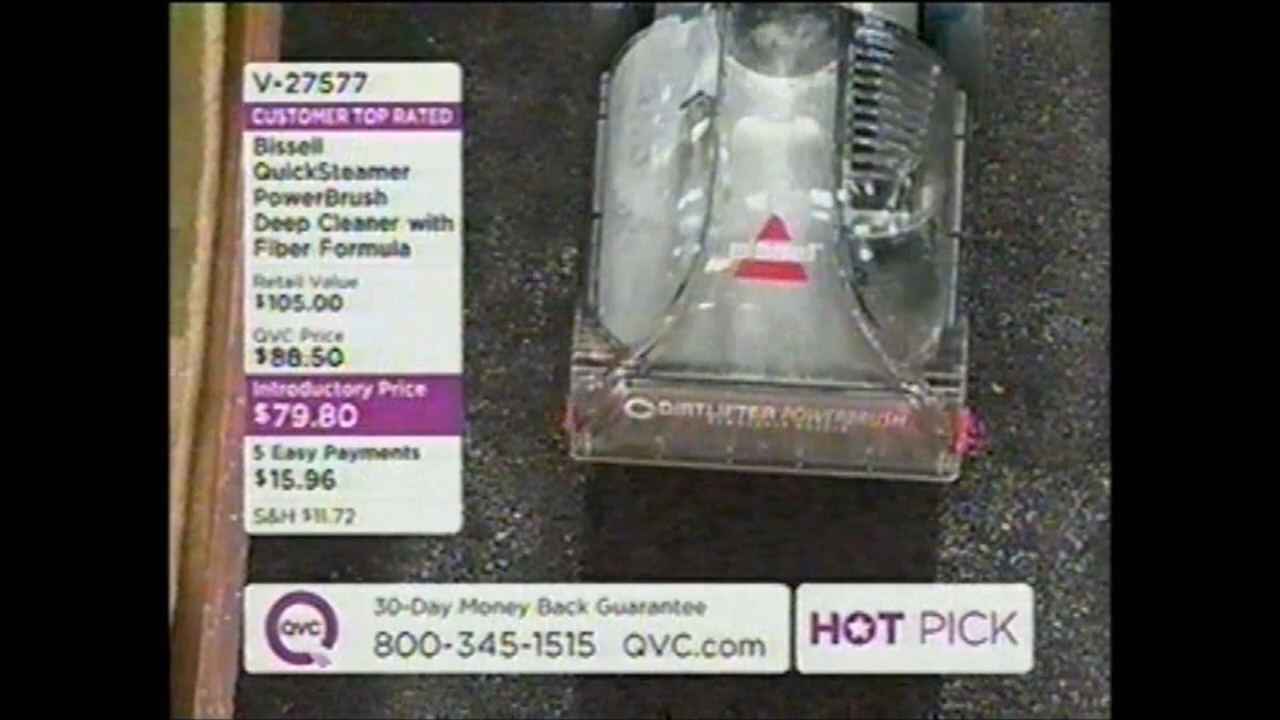 V-27577
CUSTOMER TOP RATED
Bissell
QuickSteamer
PowerBrush
Deep Cleaner with
Fiber Formula
Retail Value
$105.00
QVC Price
$88.50
Introductory Price
$79.80
5 Easy Payments
$15.96
S&H $11.72
DIRTLIFTER POWERBRUSH
QVC
30-Day Money Back Guarantee
800-345-1515 QVC.com
HOT PICK